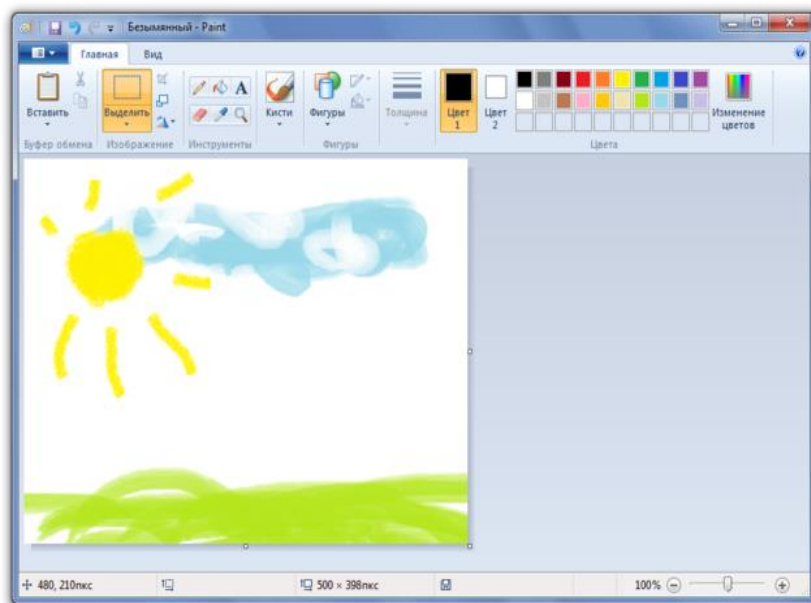 Безымянный - Paint
Главная Вид
Вставить Выделить Кисти Фигуры Толщина Цвет 1 Цвет 2 Изменение цветов
Буфер обмена Изображение Инструменты Фигуры Цвета
480, 210пкс 500 × 398пкс 100%